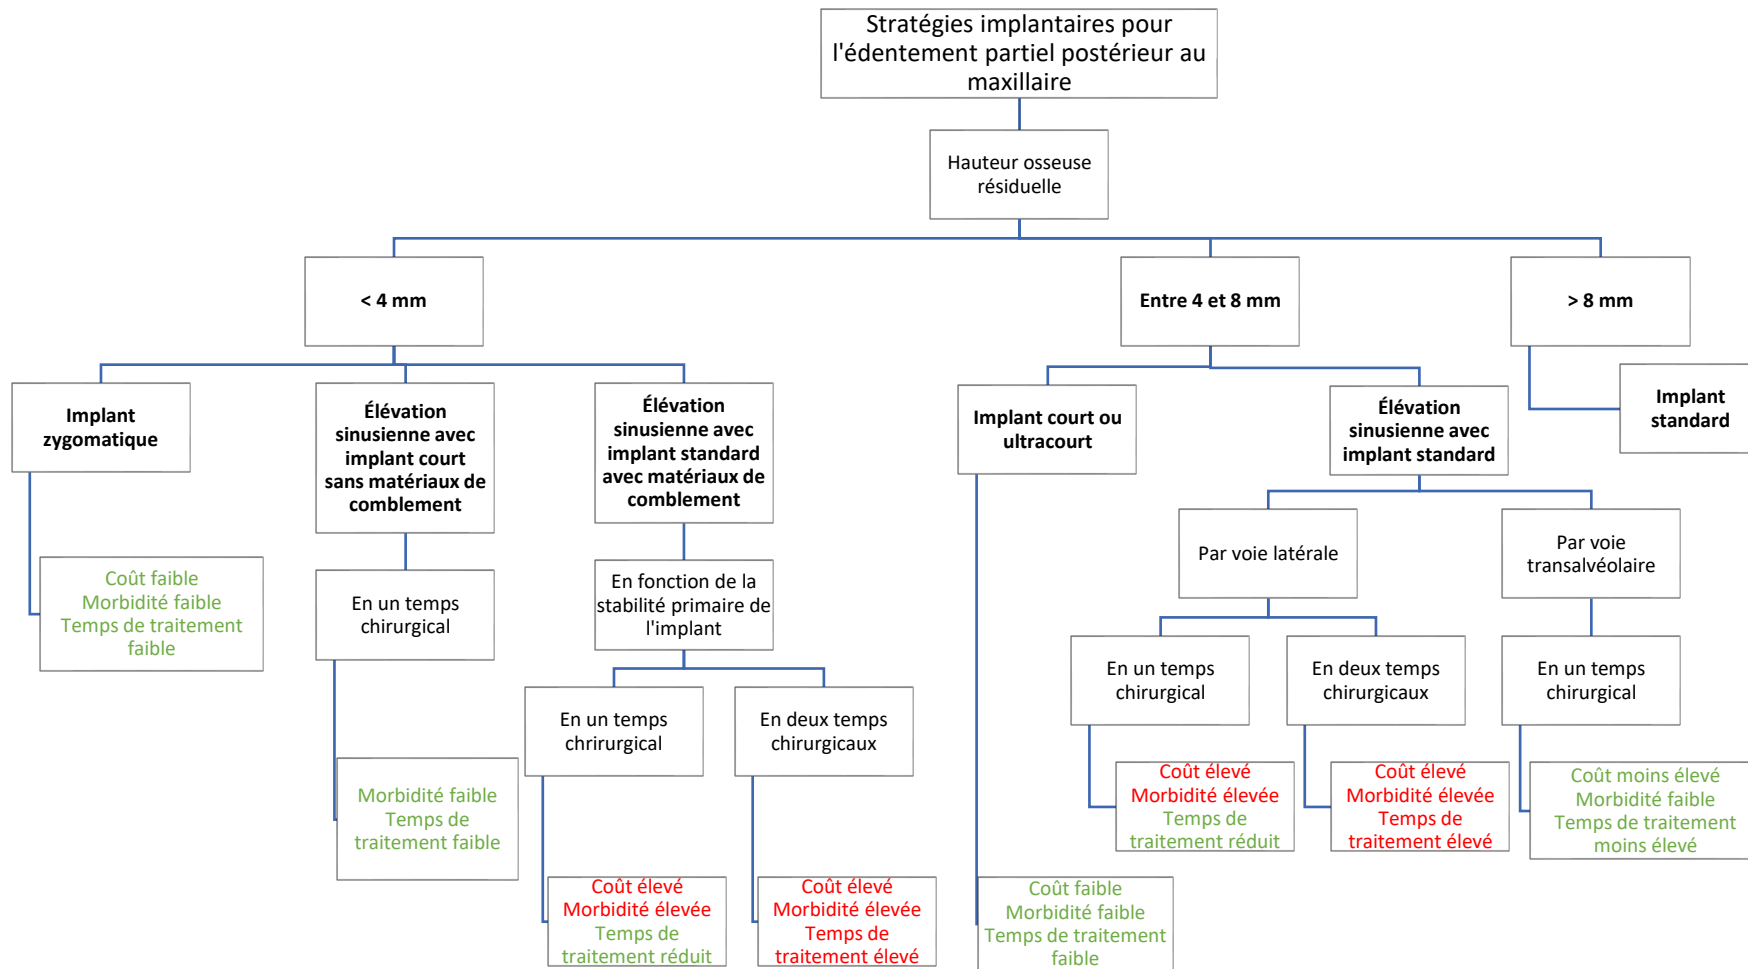 Stratégies implantaires pour
l'édentement partiel postérieur au
maxillaire
Hauteur osseuse
résiduelle
< 4 mm
Entre 4 et 8 mm
> 8 mm
Implant
zygomatique
Élévation
sinusienne avec
implant court
sans matériaux de
comblement
Élévation
sinusienne avec
implant standard
avec matériaux de
comblement
Implant court ou
ultracourt
Élévation
sinusienne avec
implant standard
Implant
standard
Par voie latérale
Par voie
transalvéolaire
Coût faible
Morbidité faible
Temps de traitement
faible
En un temps
chirurgical
En fonction de la
stabilité primaire de
l'implant
En un temps
chirurgical
En deux temps
chirurgicaux
En un temps
chirurgical
En un temps
chrirurgical
En deux temps
chirurgicaux
Morbidité faible
Temps de
traitement faible
Coût élevé
Morbidité élevée
Temps de
traitement réduit
Coût élevé
Morbidité élevée
Temps de
traitement élevé
Coût moins élevé
Morbidité faible
Temps de traitement
moins élevé
Coût élevé
Morbidité élevée
Temps de
traitement réduit
Coût élevé
Morbidité élevée
Temps de
traitement élevé
Coût faible
Morbidité faible
Temps de traitement
faible